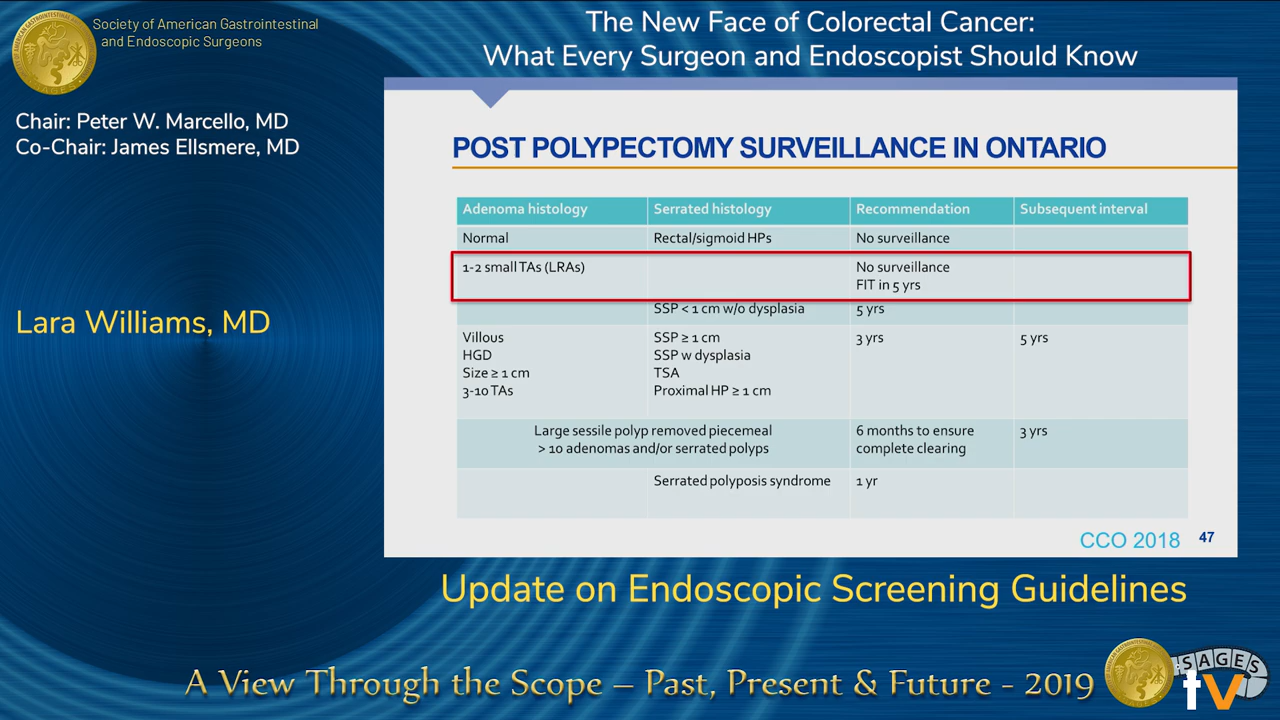 Society of American Gastrointestinal
and Endoscopic Surgeons
The New Face of Colorectal Cancer:
What Every Surgeon and Endoscopist Should Know
Chair: Peter W. Marcello, MD
Co-Chair: James Ellsmere, MD
Lara Williams, MD
POST POLYPECTOMY SURVEILLANCE IN ONTARIO
Adenoma histology Serrated histology Recommendation Subsequent interval
Normal Rectal/sigmoid HPs No surveillance
1-2 small TAs (LRAs) No surveillance
FIT in 5 yrs
SSP < 1 cm w/o dysplasia 5 yrs
Villous SSP ≥ 1 cm 3 yrs 5 yrs
HGD SSP w dysplasia
Size ≥ 1 cm TSA
3-10 TAs Proximal HP ≥ 1 cm
Large sessile polyp removed piecemeal 6 months to ensure 3 yrs
> 10 adenomas and/or serrated polyps complete clearing
Serrated polyposis syndrome 1 yr
CCO 2018 47
Update on Endoscopic Screening Guidelines
A View Through the Scope – Past, Present & Future - 2019
SAGES
tv